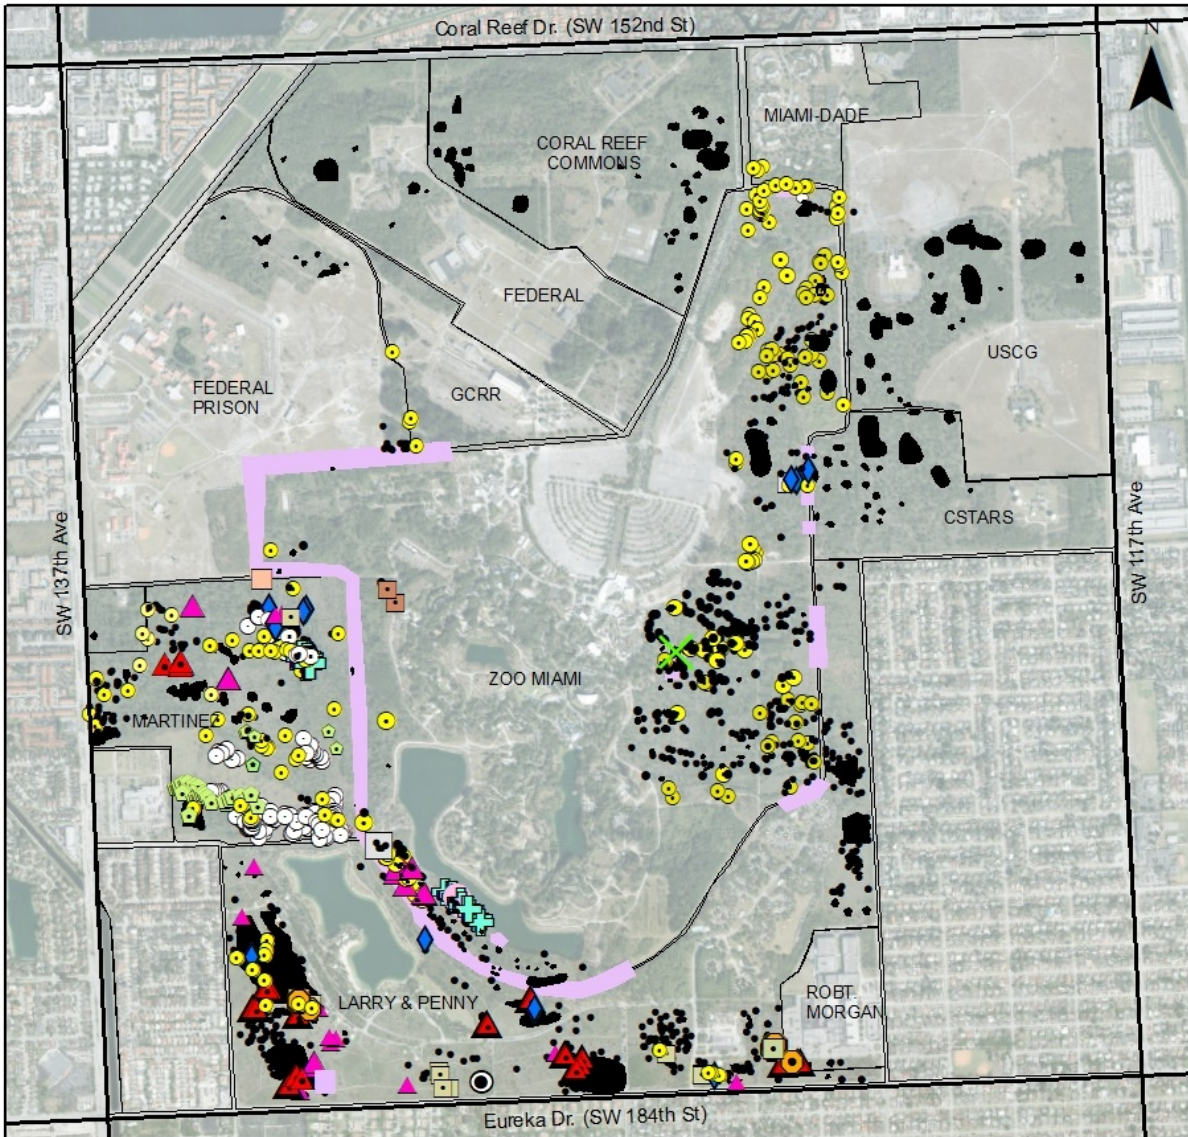 Coral Reef Dr. (SW 152nd St)
N
MIAMI-DADE
CORAL REEF
COMMONS
FEDERAL
USCG
FEDERAL
PRISON
GCRR
CSTARS
SW 137th Ave
SW 117th Ave
ZOO MIAMI
MARTINEZ
LARRY & PENNY
ROBT
MORGAN
Eureka Dr. (SW 184th St)